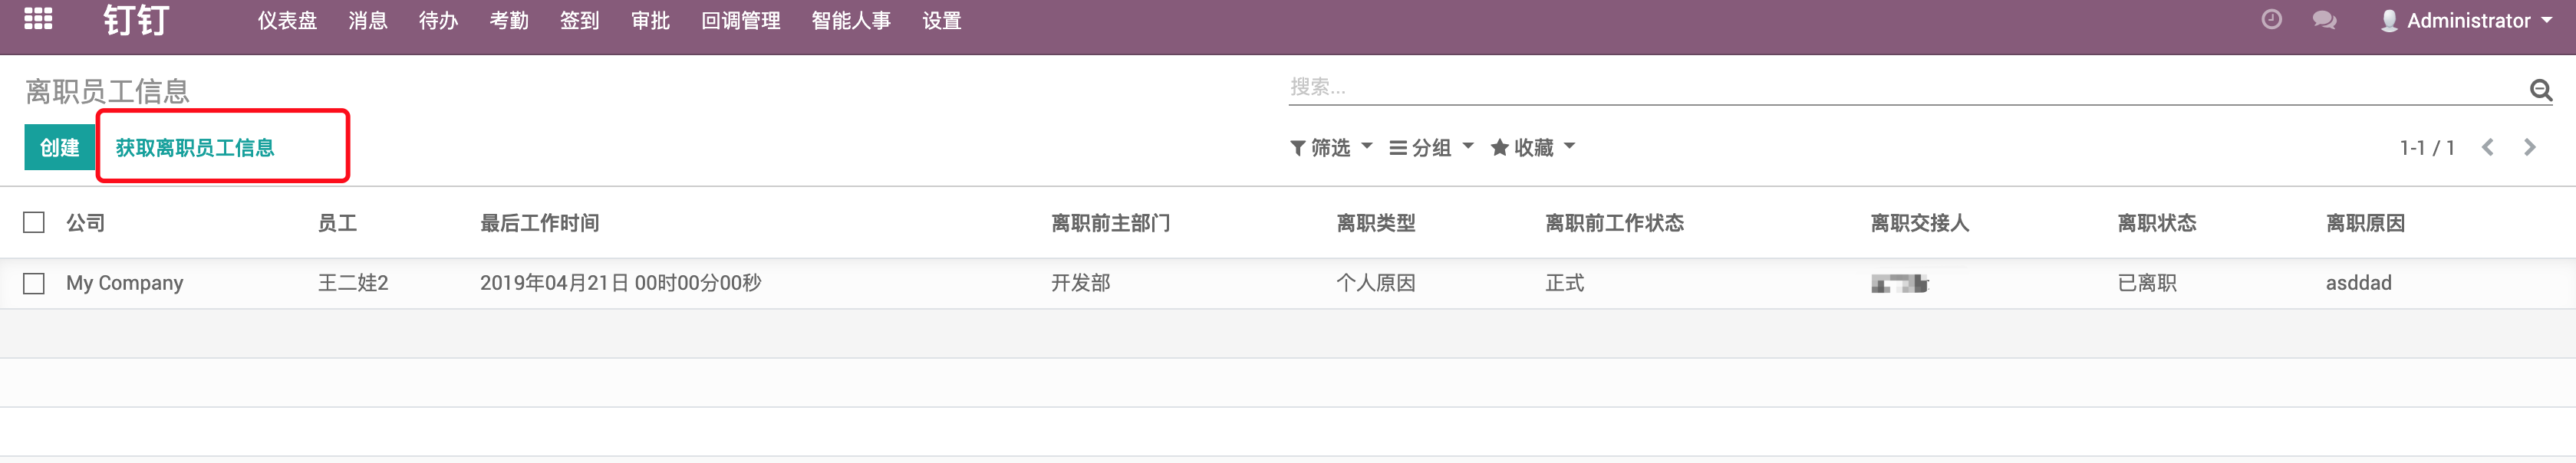 钉钉 仪表盘 消息 待办 考勤 签到 审批 回调管理 智能人事 设置 Administrator
离职员工信息 搜索...
创建 获取离职员工信息 筛选 分组 收藏 1-1 / 1
公司 员工 最后工作时间 离职前主部门 离职类型 离职前工作状态 离职交接人 离职状态 离职原因
My Company 王二娃2 2019年04月21日 00时00分00秒 开发部 个人原因 正式 已离职 asddad